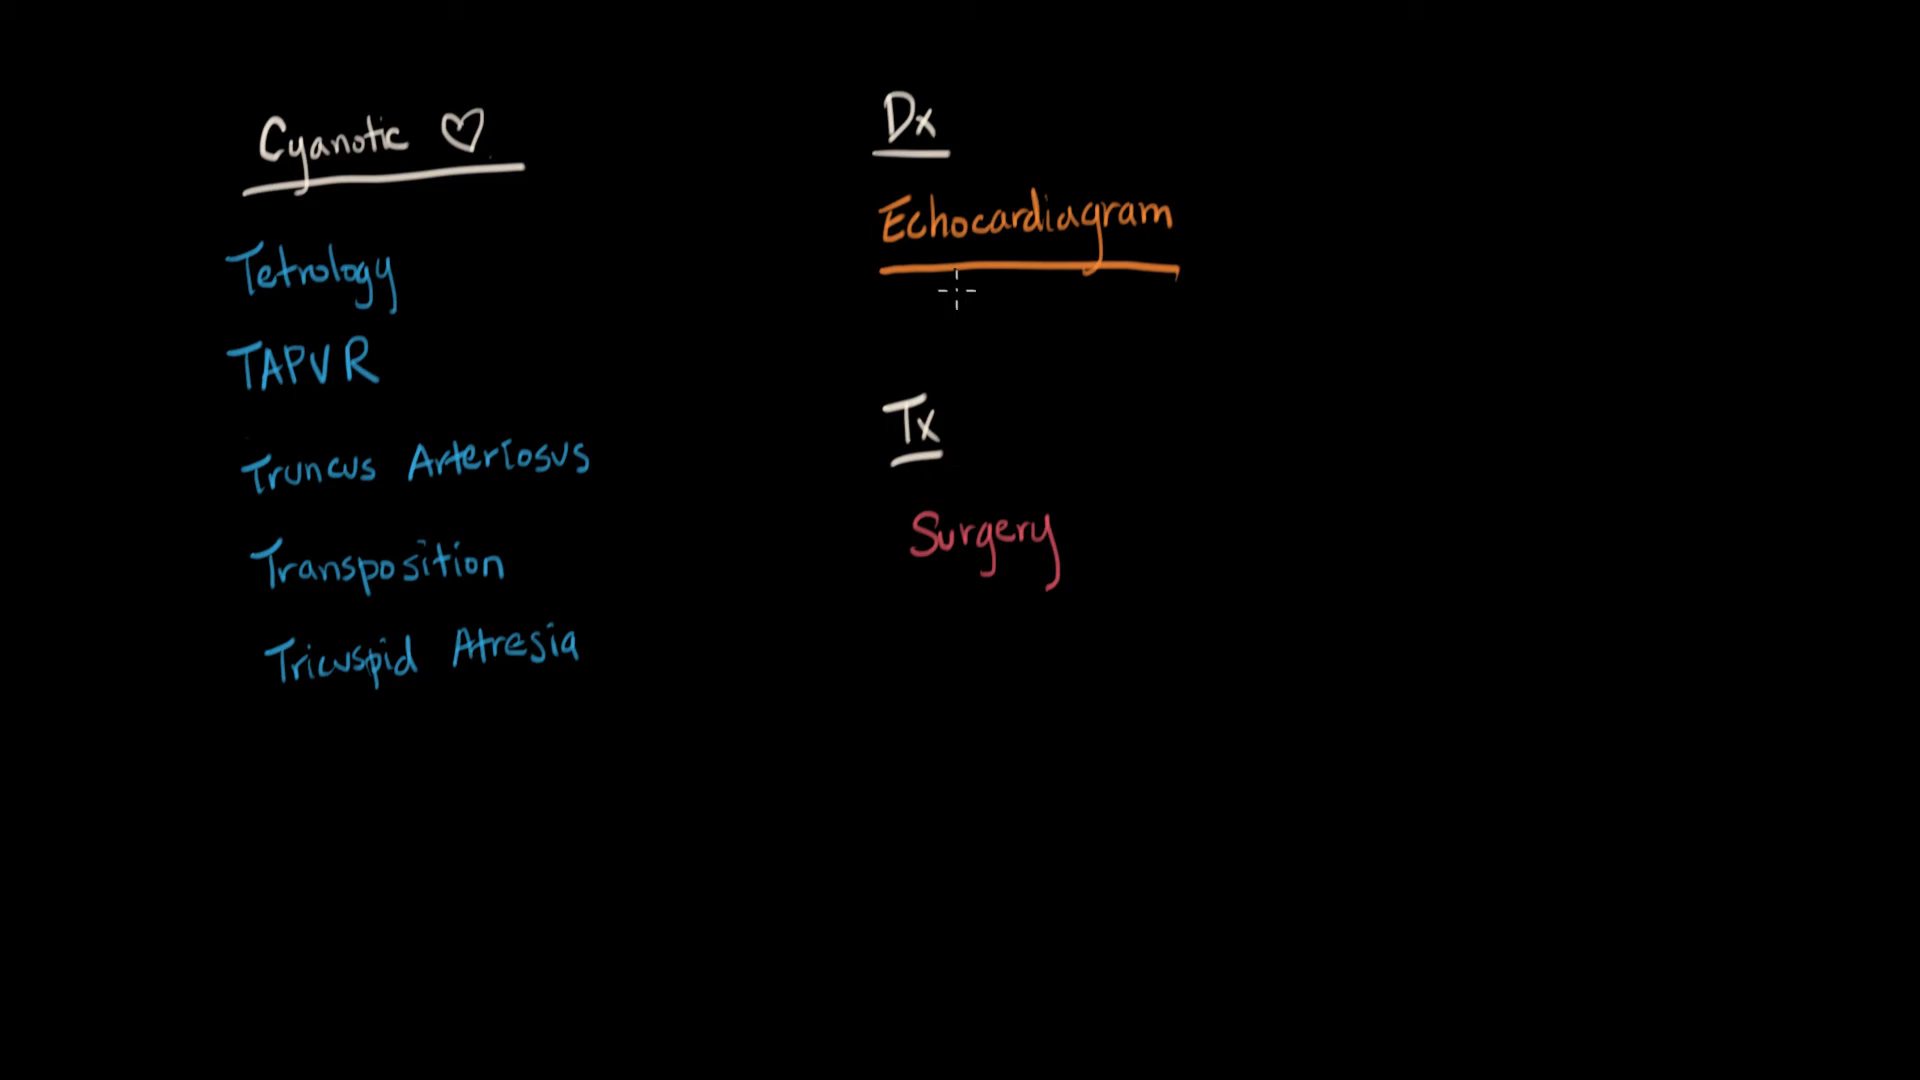 Cyanotic ♡
Tetrology
TAPVR
Truncus Arteriosus
Transposition
Tricuspid Atresia
Dx
Echocardiagram
Tx
Surgery